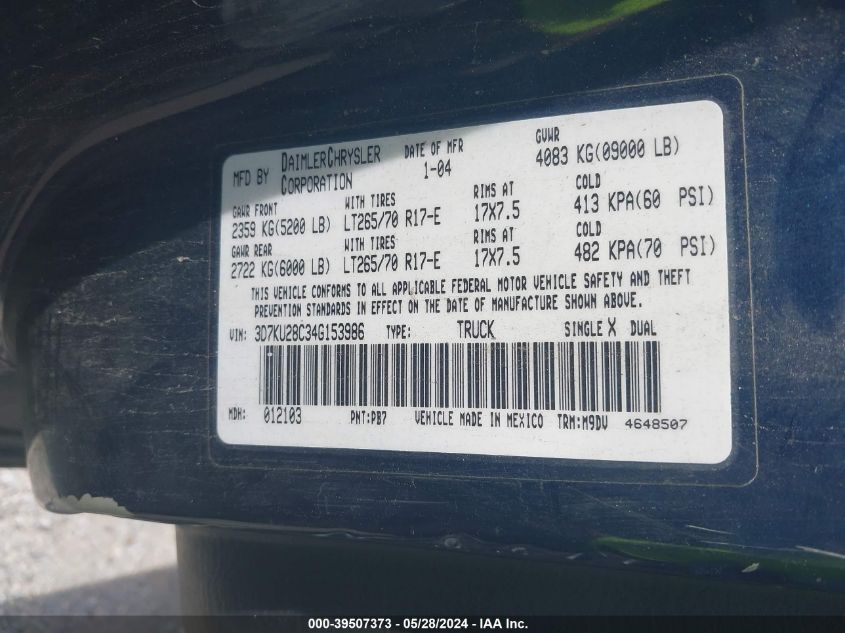 MFD BY DAIMLERCHRYSLER CORPORATION DATE OF MFR 1-04 GVWR 4083 KG(09000 LB)
GAWR FRONT WITH TIRES RIMS AT COLD
2359 KG(5200 LB) LT265/70 R17-E 17X7.5 413 KPA(60 PSI)
GAWR REAR WITH TIRES RIMS AT COLD
2722 KG(6000 LB) LT265/70 R17-E 17X7.5 482 KPA(70 PSI)
THIS VEHICLE CONFORMS TO ALL APPLICABLE FEDERAL MOTOR VEHICLE SAFETY AND THEFT
PREVENTION STANDARDS IN EFFECT ON THE DATE OF MANUFACTURE SHOWN ABOVE.
VIN: 3D7KU28C34G153986 TYPE: TRUCK SINGLE X DUAL
MDH: 012103 PNT:PB7 VEHICLE MADE IN MEXICO TRM:M9DV 4648507
000-39507373 - 05/28/2024 - IAA Inc.